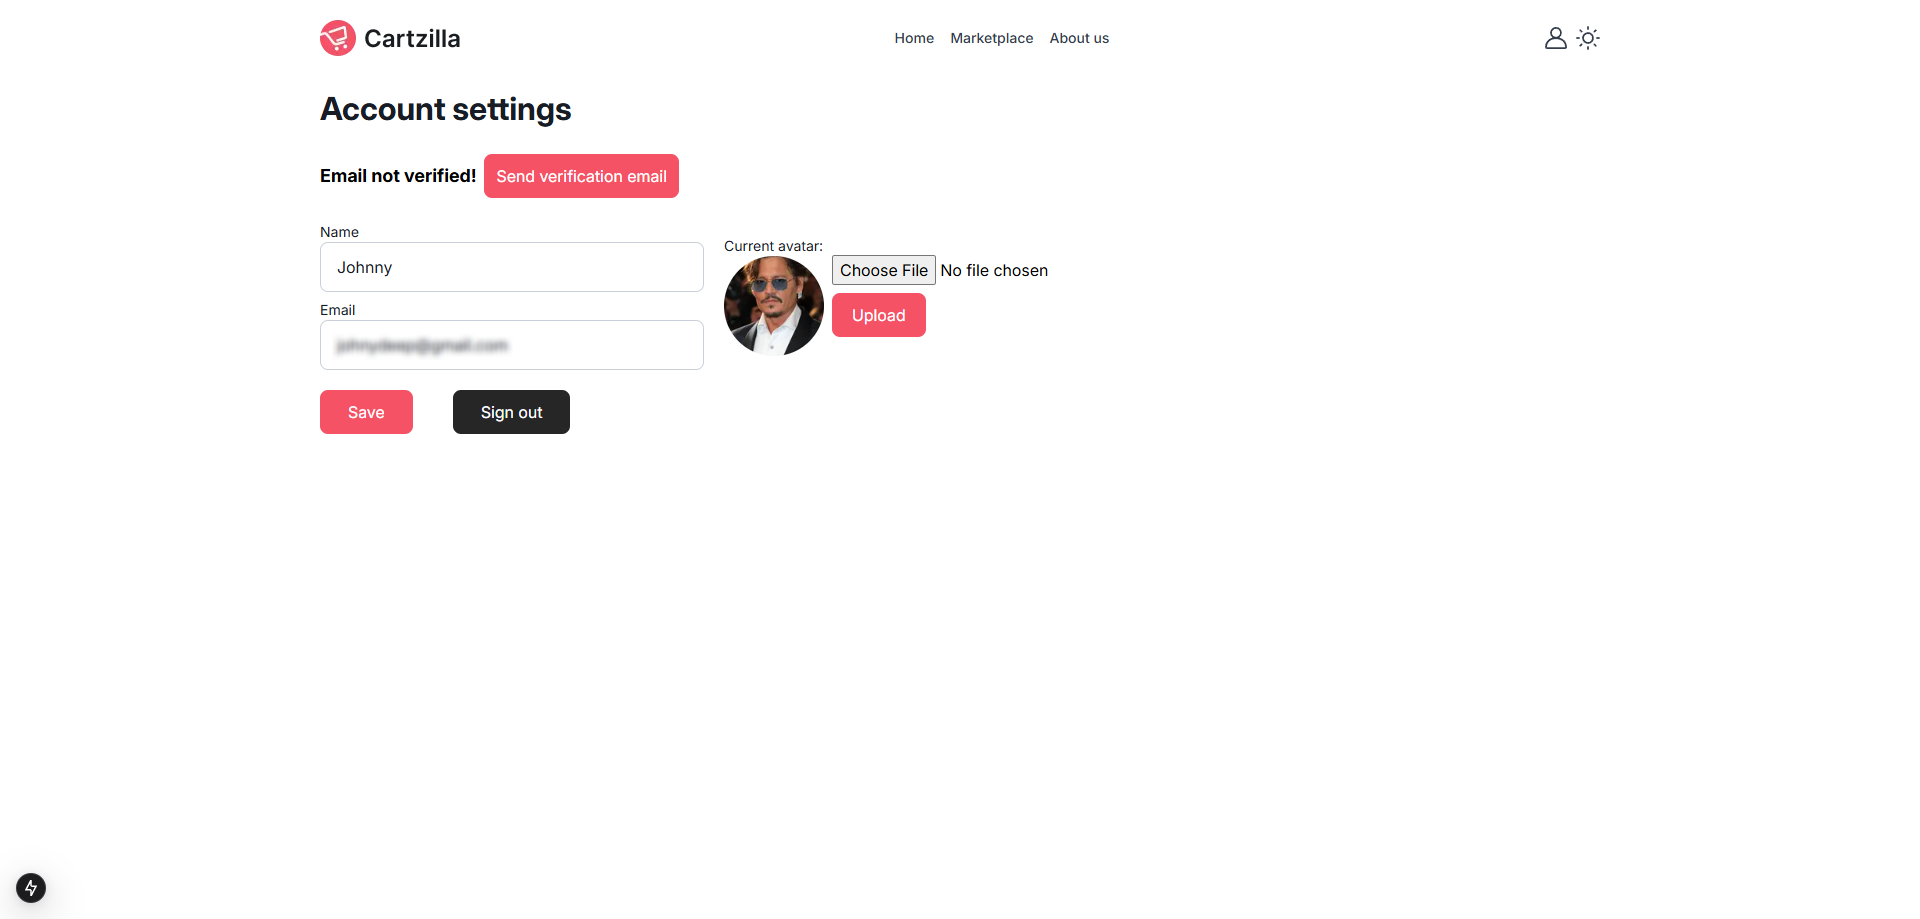 Cartzilla
Home Marketplace About us
Account settings
Email not verified! Send verification email
Name
Johnny
Current avatar:
Choose File No file chosen
Upload
Email
Save Sign out